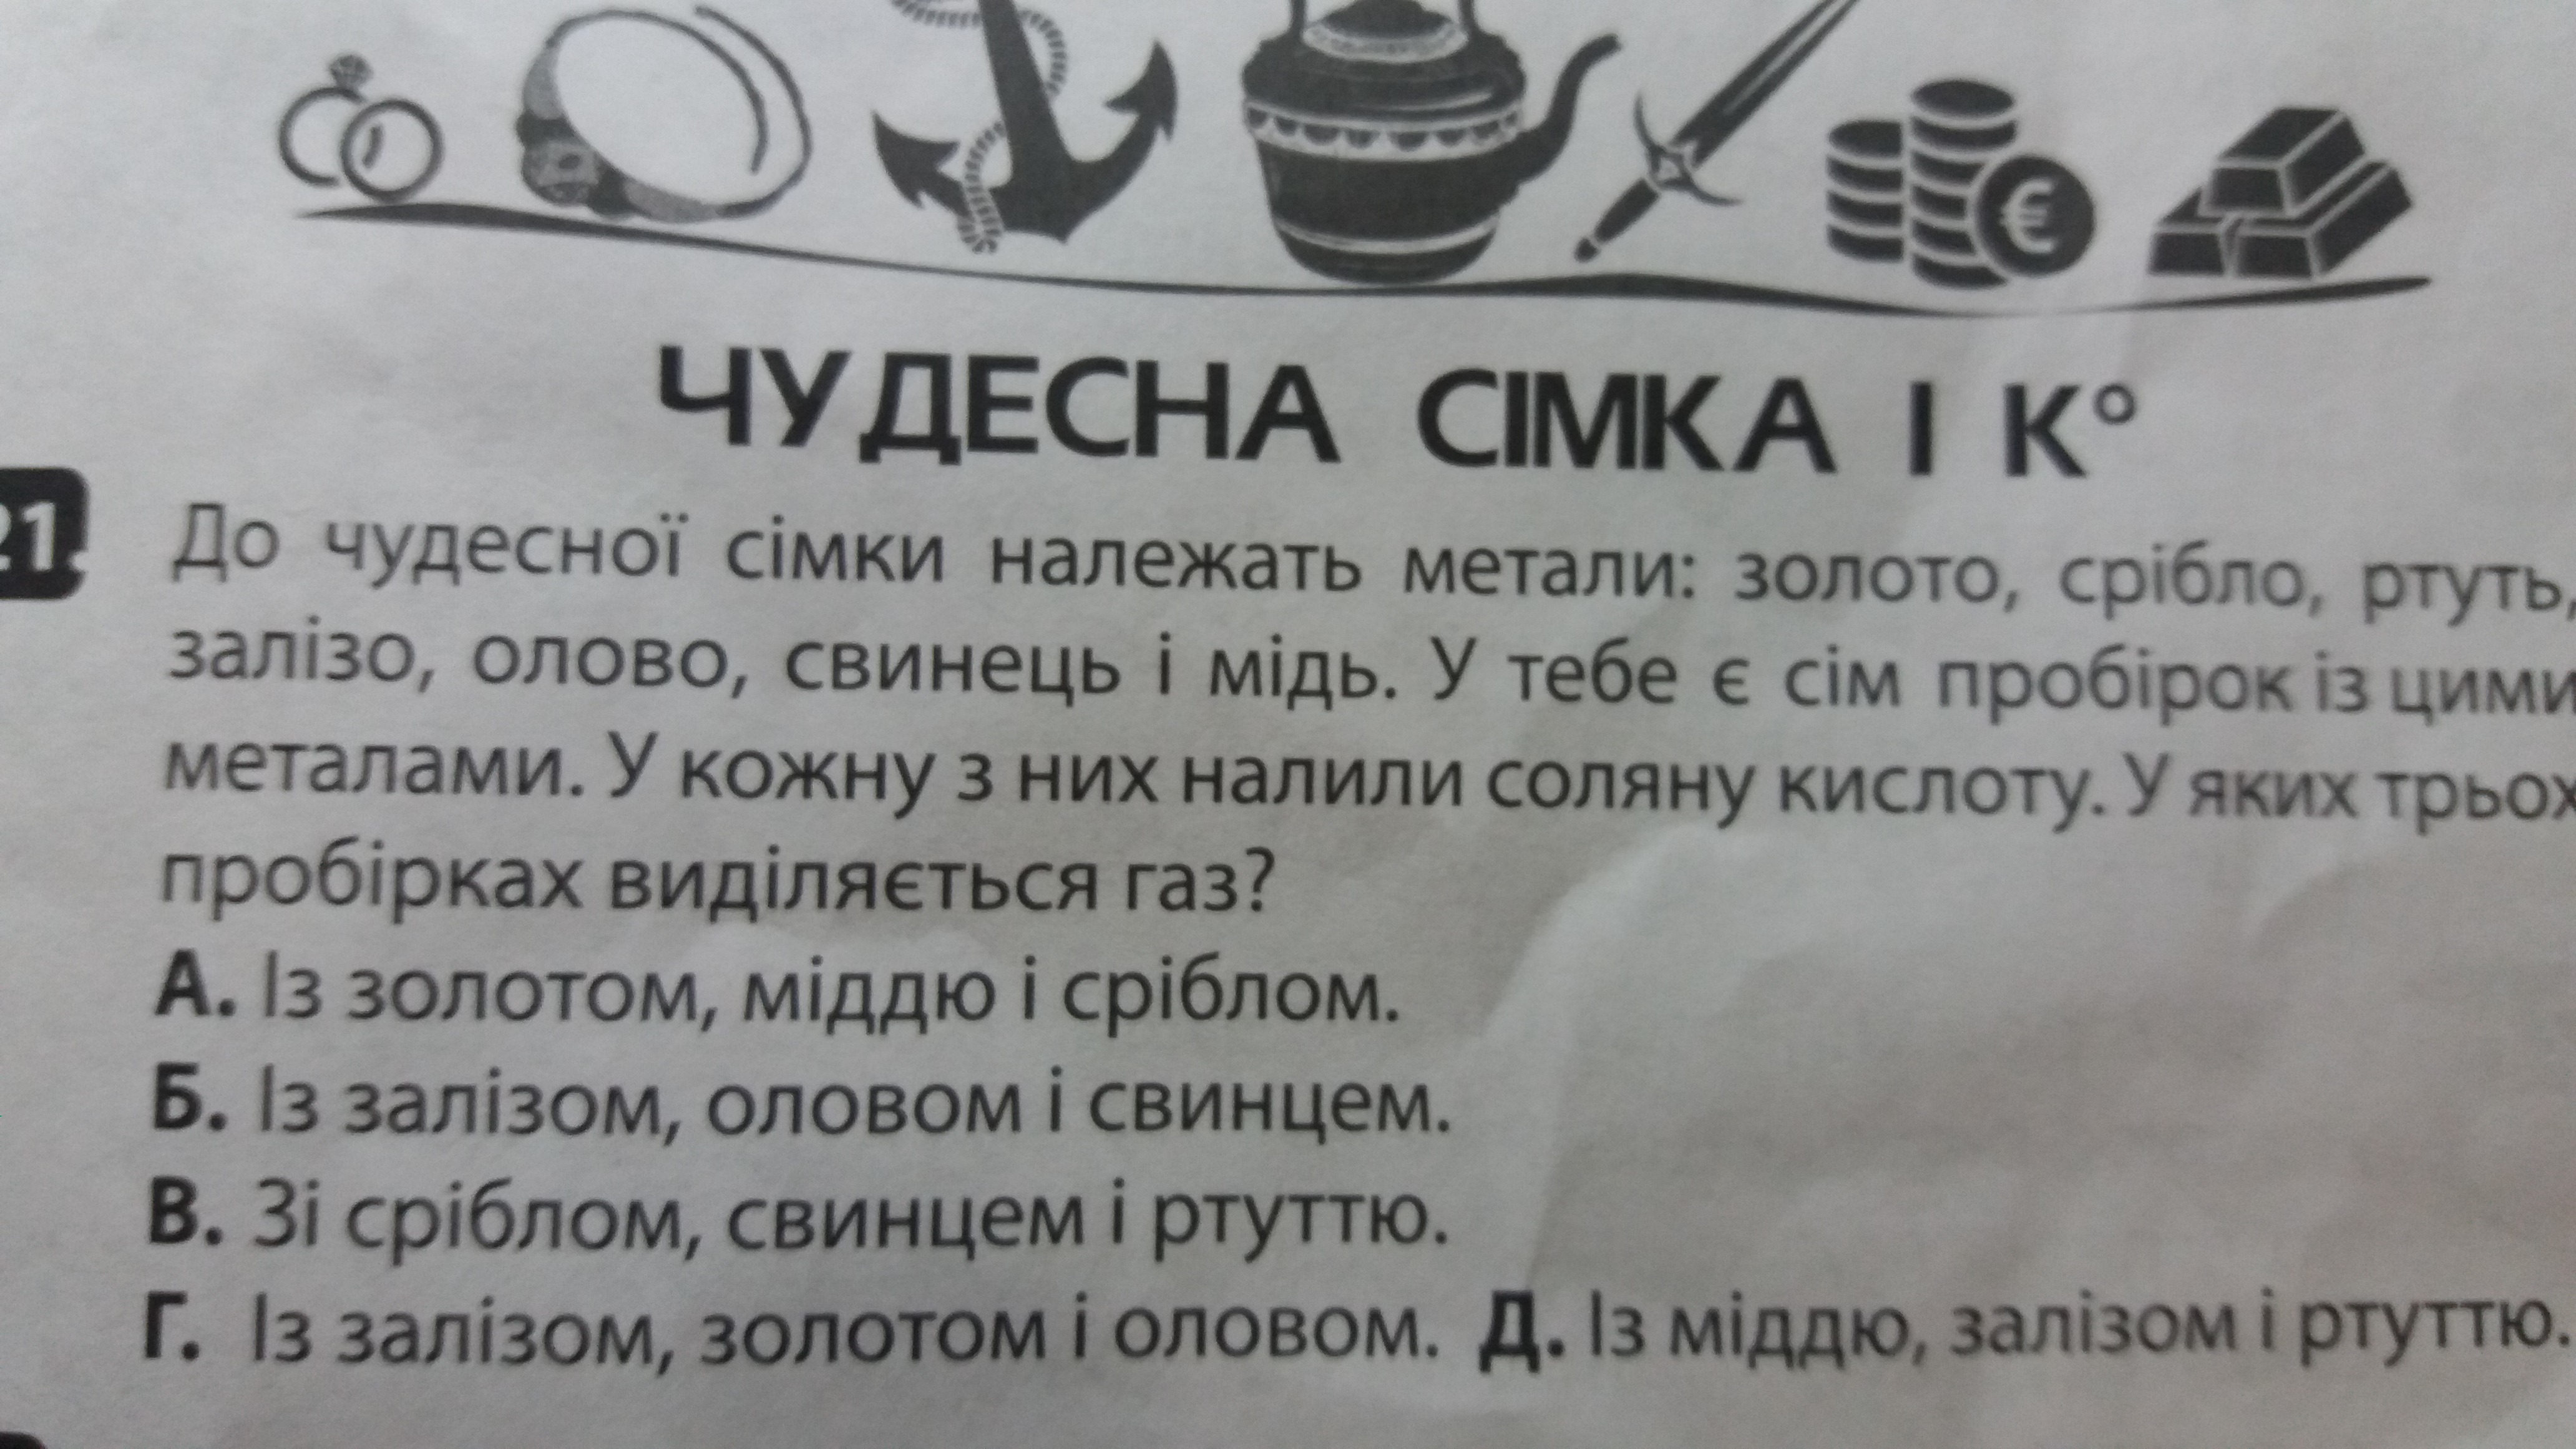 €
ЧУДЕСНА СІМКА І К°
21 До чудесної сімки належать метали: золото, срібло, ртуть,
залізо, олово, свинець і мідь. У тебе є сім пробірок із цими
металами. У кожну з них налили соляну кислоту. У яких трьох
пробірках виділяється газ?
А. Із золотом, міддю і сріблом.
Б. Із залізом, оловом і свинцем.
В. Зі сріблом, свинцем і ртуттю.
Г. Із залізом, золотом і оловом. Д. Із міддю, залізом і ртуттю.